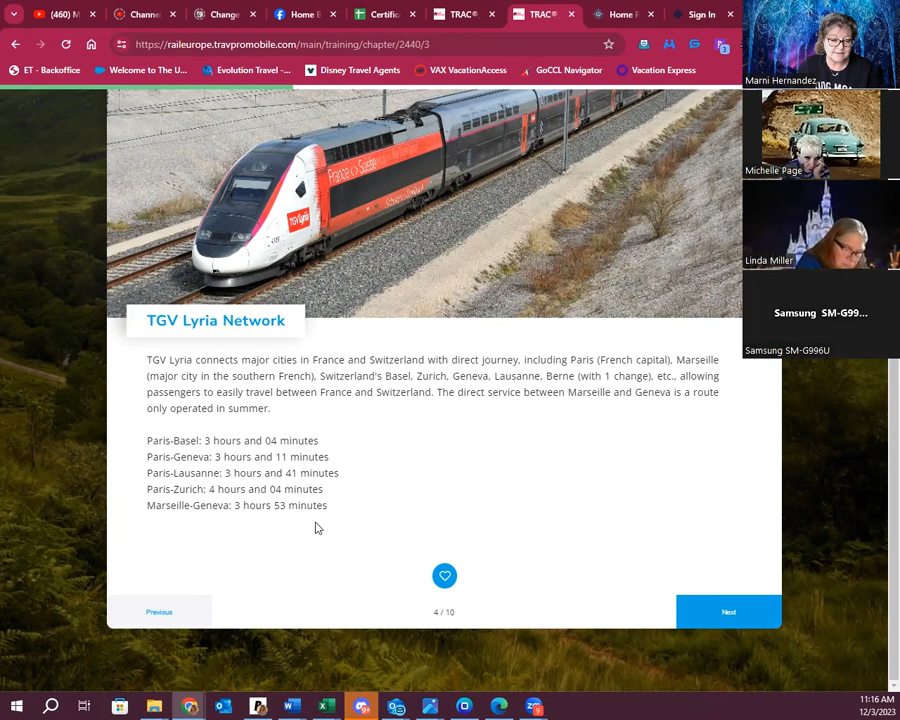 (460) M
Channel
Change
Home E
Certifica
TRAC®
TRAC®
Home P
Sign In
https://raileurope.travpromobile.com/main/training/chapter/2440/3
ET - Backoffice
Welcome to The U...
Evolution Travel -...
Disney Travel Agents
VAX VacationAccess
GoCCL Navigator
Vacation Express
Marni Hernandez
Michelle Page
Linda Miller
Samsung SM-G99...
Samsung SM-G996U
France <> Suisse
TGV Lyria
TGV Lyria Network
TGV Lyria connects major cities in France and Switzerland with direct journey, including Paris (French capital), Marseille
(major city in the southern French), Switzerland's Basel, Zurich, Geneva, Lausanne, Berne (with 1 change), etc., allowing
passengers to easily travel between France and Switzerland. The direct service between Marseille and Geneva is a route
only operated in summer.
Paris-Basel: 3 hours and 04 minutes
Paris-Geneva: 3 hours and 11 minutes
Paris-Lausanne: 3 hours and 41 minutes
Paris-Zurich: 4 hours and 04 minutes
Marseille-Geneva: 3 hours 53 minutes
Previous
4 / 10
Next
11:16 AM
12/3/2023